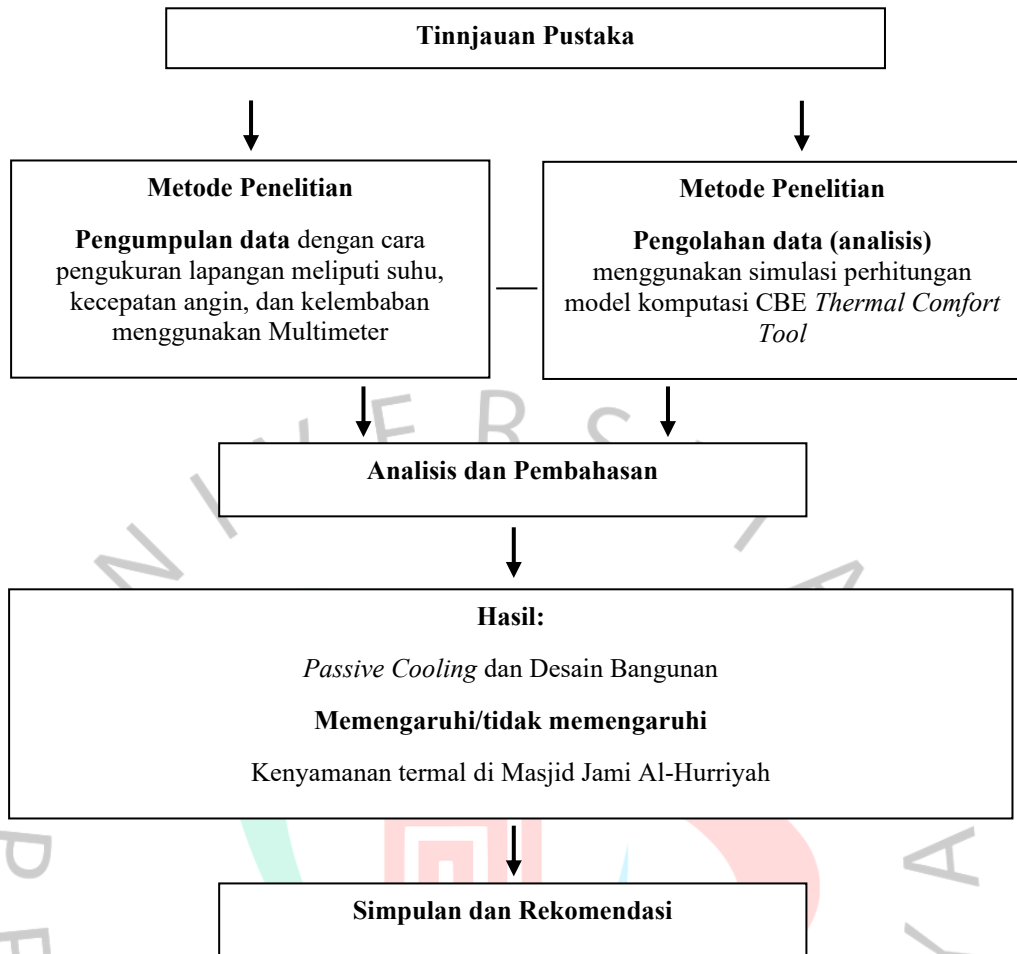 Tinnjauan Pustaka
Metode Penelitian
Pengumpulan data dengan cara
pengukuran lapangan meliputi suhu,
kecepatan angin, dan kelembaban
menggunakan Multimeter
Metode Penelitian
Pengolahan data (analisis)
menggunakan simulasi perhitungan
model komputasi CBE Thermal Comfort
Tool
Analisis dan Pembahasan
Hasil:
Passive Cooling dan Desain Bangunan
Memengaruhi/tidak memengaruhi
Kenyamanan termal di Masjid Jami Al-Hurriyah
Simpulan dan Rekomendasi